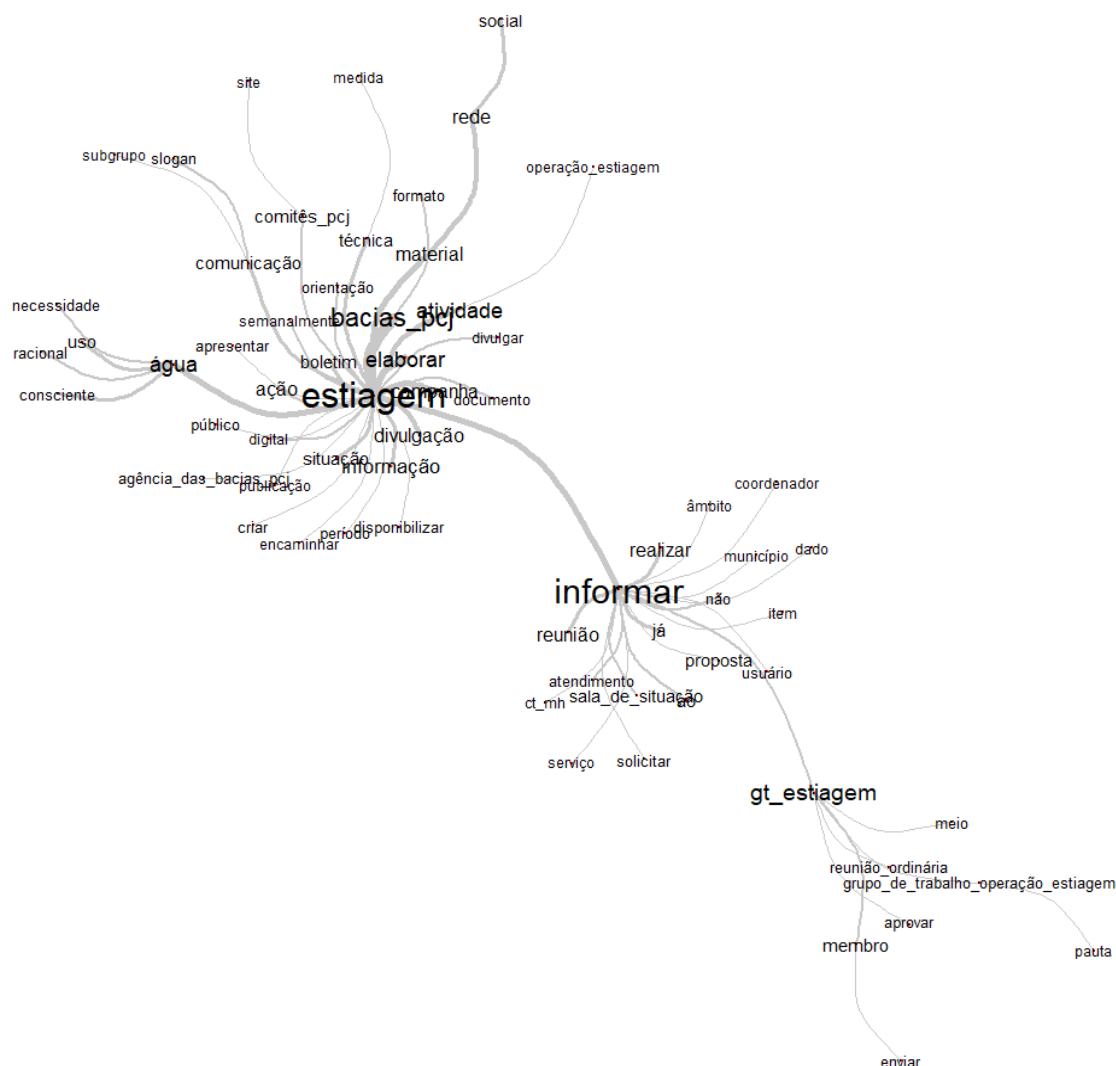 social
site
medida
rede
subgrupo
slogan
operação_estiagem
formato
comitês_pcj
técnica
material
comunicação
orientação
necessidade
bacias_pcj
atividade
semanalmente
uso
apresentar
divulgar
racional
água
boletim
elaborar
consciente
ação
estiagem
campanha
documento
público
digital
divulgação
situação
informação
agência_das_bacias_pcj
publicação
criar
encaminhar
período
disponibilizar
coordenador
âmbito
realizar
município
dado
informar
não
item
reunião
já
proposta
usuário
atendimento
ct_mh
sala_de_situação
ao
serviço
solicitar
gt_estiagem
meio
reunião_ordinária
grupo_de_trabalho_operação_estiagem
aprovar
membro
pauta
enviar